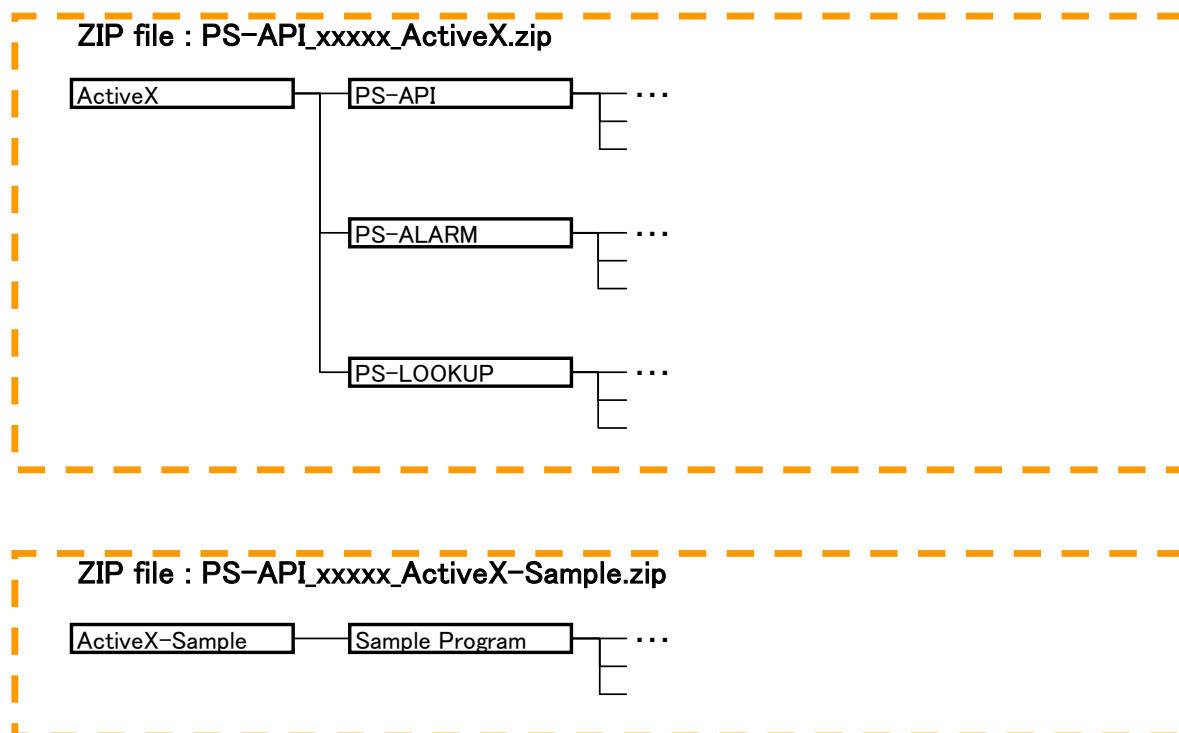 ZIP file : PS-API_xxxxx_ActiveX.zip
ActiveX
PS-API
...
PS-ALARM
...
PS-LOOKUP
...
ZIP file : PS-API_xxxxx_ActiveX-Sample.zip
ActiveX-Sample
Sample Program
...